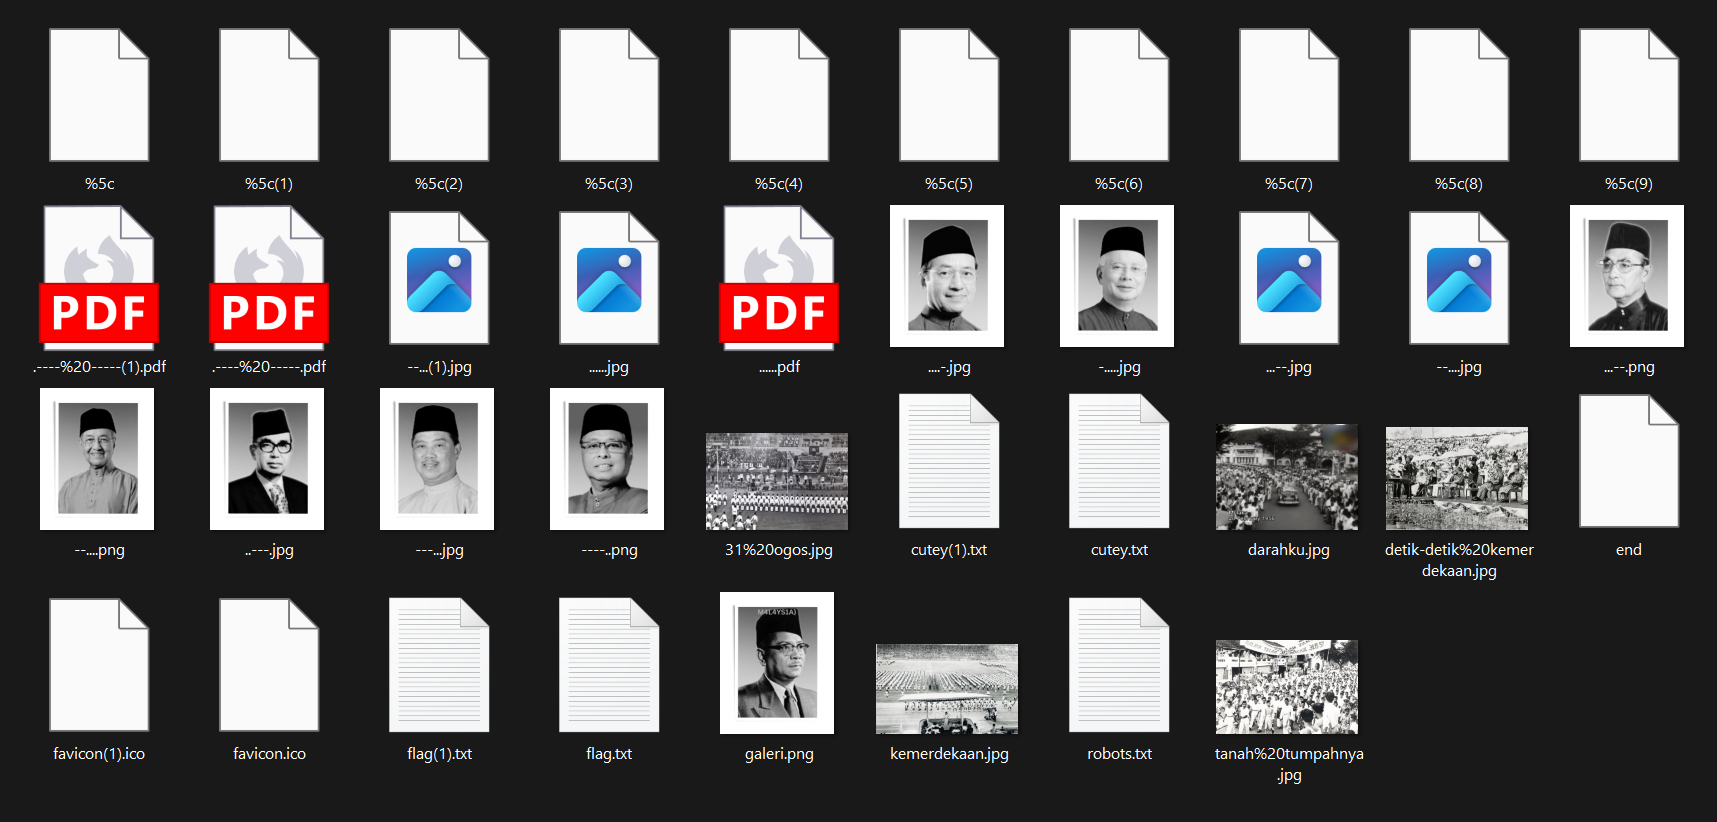 %5c
%5c(1)
%5c(2)
%5c(3)
%5c(4)
%5c(5)
%5c(6)
%5c(7)
%5c(8)
%5c(9)
PDF
PDF
PDF
.----%20-----(1).pdf
.----%20-----.pdf
--...(1).jpg
......jpg
......pdf
....-.jpg
-.....jpg
...--.jpg
--....jpg
...--.png
--....png
..---.jpg
---...jpg
----..png
31%20ogos.jpg
cutey(1).txt
cutey.txt
darahku.jpg
detik-detik%20kemer
dekaan.jpg
end
M4L4YS1A}
favicon(1).ico
favicon.ico
flag(1).txt
flag.txt
galeri.png
kemerdekaan.jpg
robots.txt
tanah%20tumpahnya
.jpg